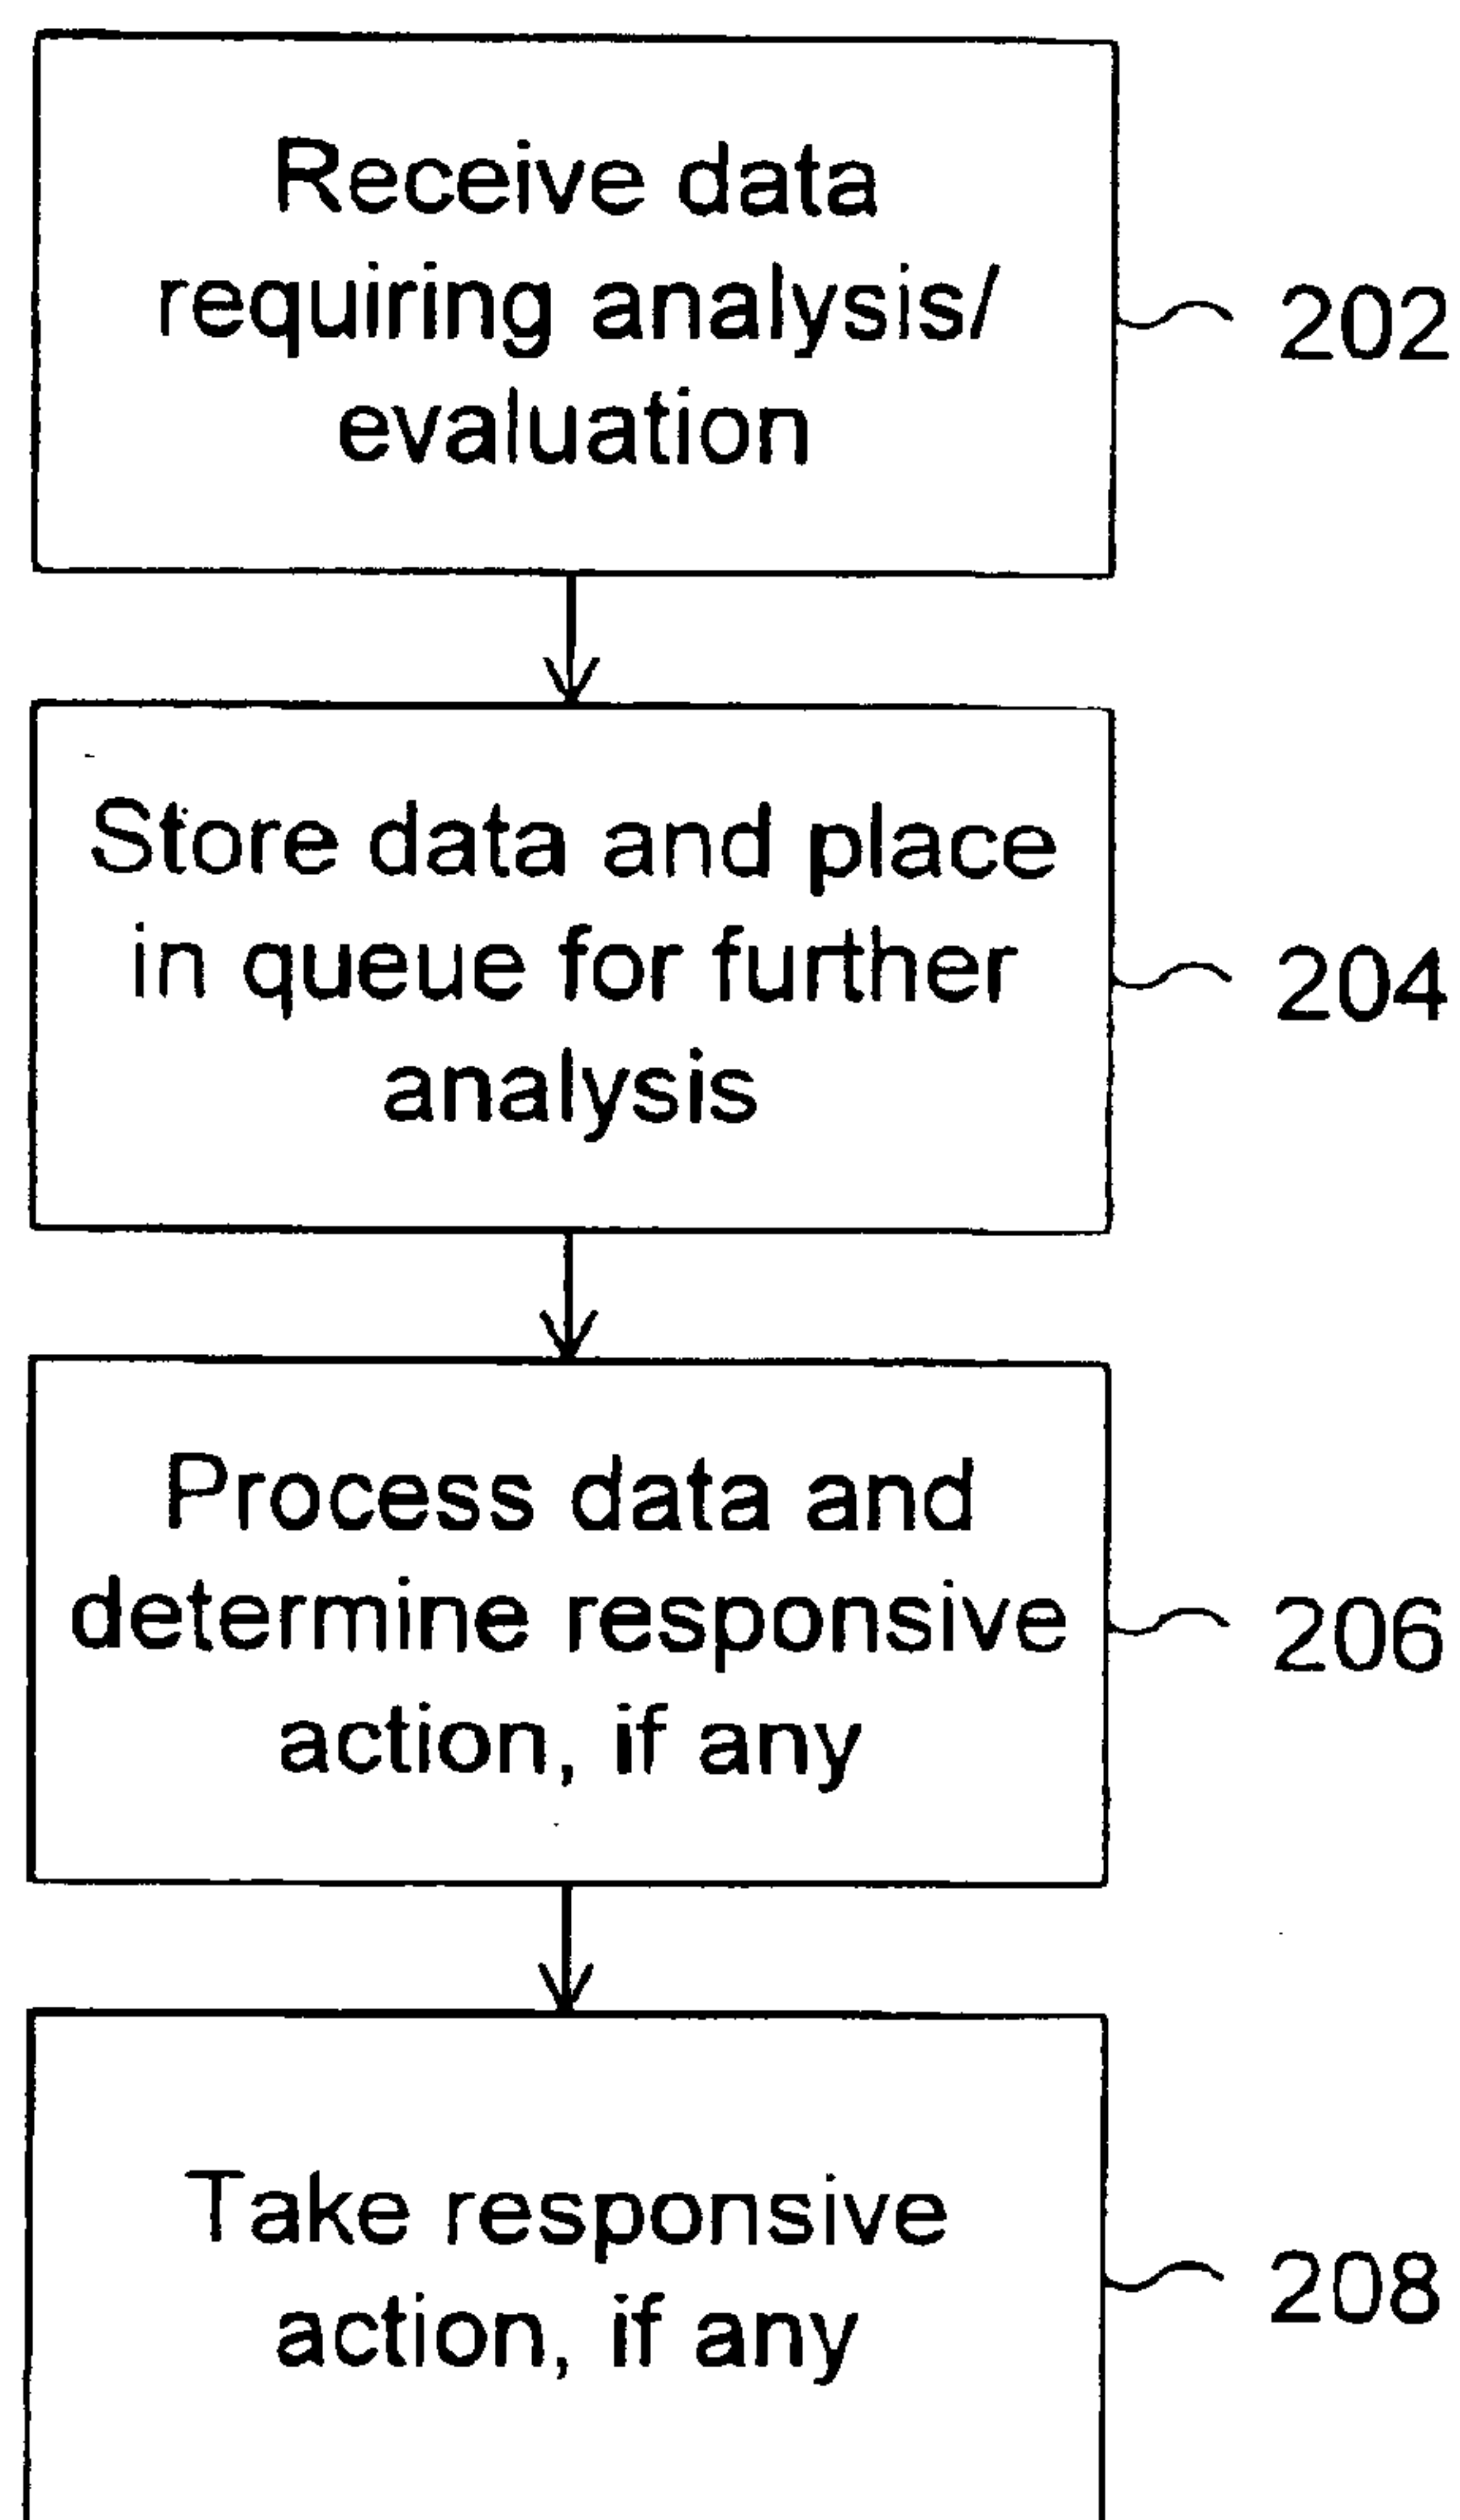 Receive data
requiring analysis/
evaluation
202
Store data and place
in queue for further
analysis
204
Process data and
determine responsive
action, if any
206
Take responsive
action, if any
208